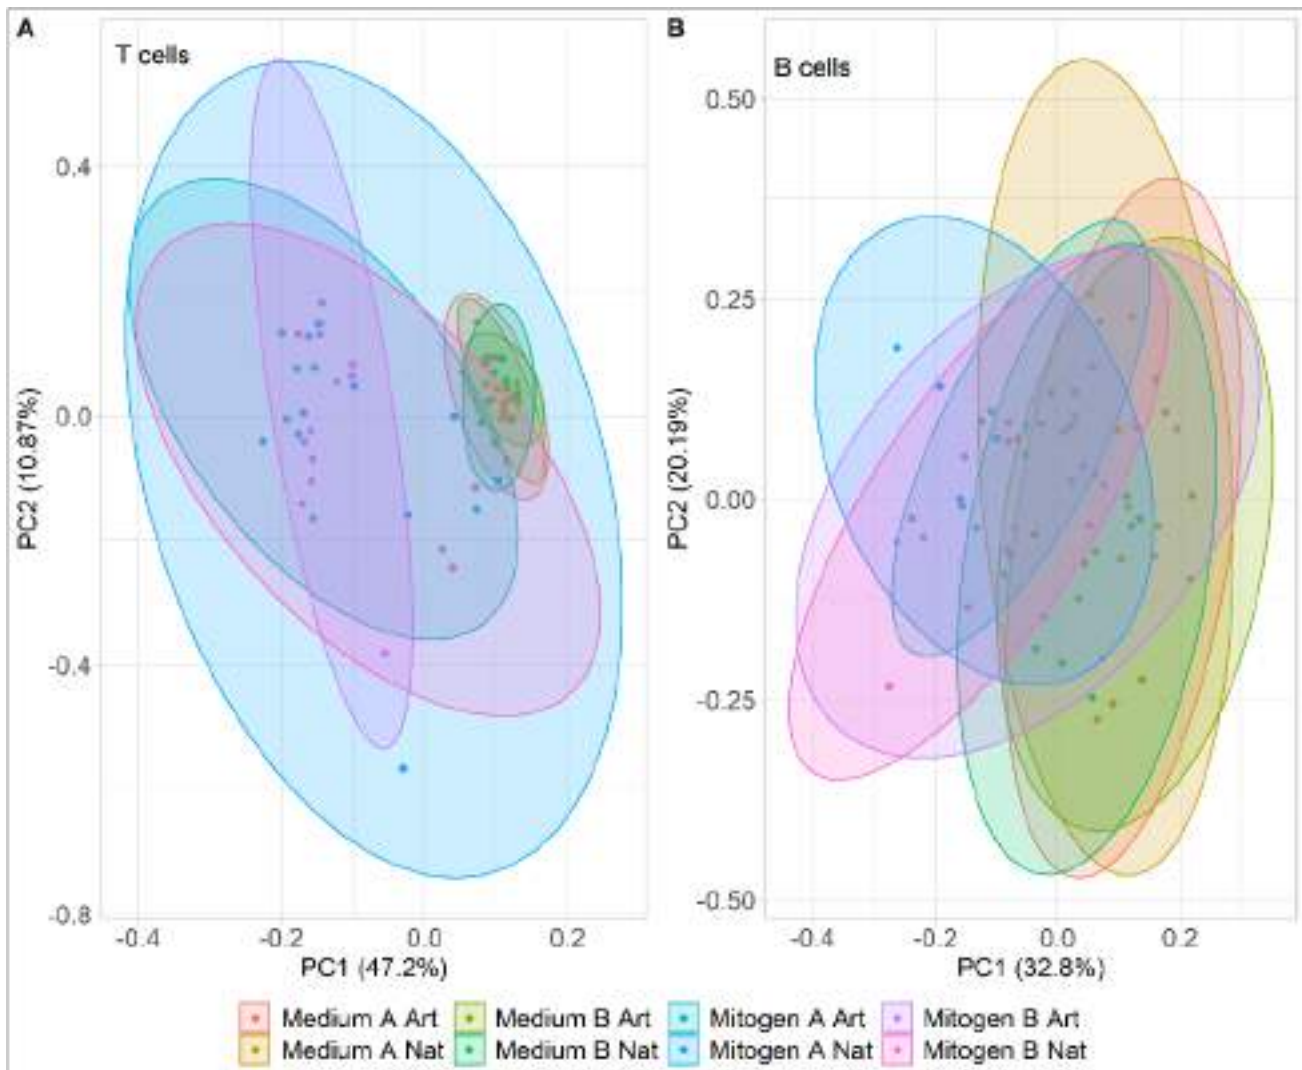 A
T cells
0.4
0.0
-0.4
-0.8
PC2 (10.87%)
-0.4 -0.2 0.0 0.2
PC1 (47.2%)
B
B cells
0.50
0.25
0.00
-0.25
-0.50
PC2 (20.19%)
-0.4 -0.2 0.0 0.2
PC1 (32.8%)
Medium A Art Medium B Art Mitogen A Art Mitogen B Art
Medium A Nat Medium B Nat Mitogen A Nat Mitogen B Nat